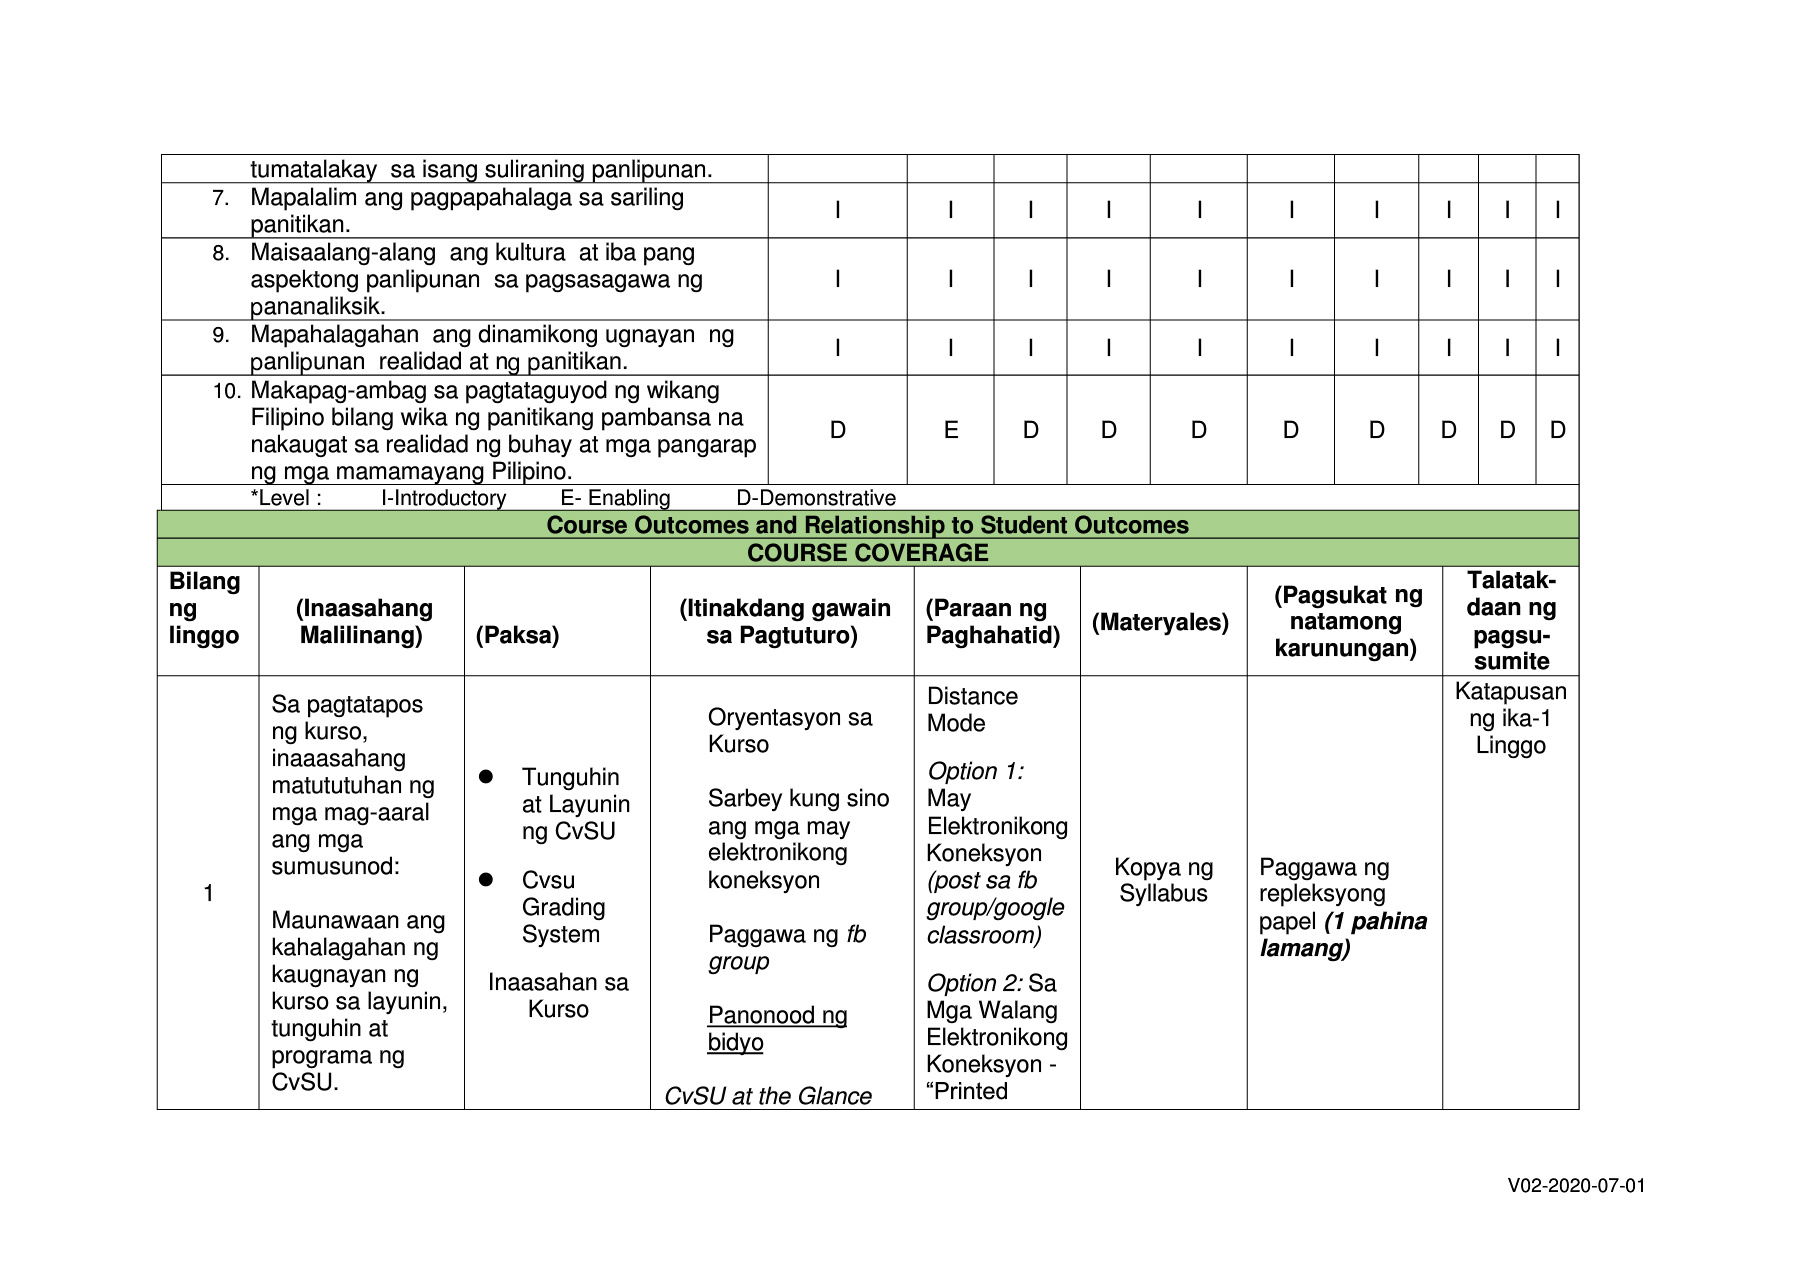 tumatalakay  sa isang suliraning panlipunan.
7. Mapalalim ang pagpapahalaga sa sariling
panitikan.
I I I I I I I I I I
8. Maisaalang-alang  ang kultura  at iba pang
aspektong panlipunan  sa pagsasagawa ng
pananaliksik.
I I I I I I I I I I
9. Mapahalagahan  ang dinamikong ugnayan  ng
panlipunan  realidad at ng panitikan.
I I I I I I I I I I
10. Makapag-ambag sa pagtataguyod ng wikang
Filipino bilang wika ng panitikang pambansa na
nakaugat sa realidad ng buhay at mga pangarap
ng mga mamamayang Pilipino.
D E D D D D D D D D
*Level : I-Introductory E- Enabling D-Demonstrative
Course Outcomes and Relationship to Student Outcomes
COURSE COVERAGE
Bilang
ng
linggo
(Inaasahang
Malilinang)
(Paksa)
(Itinakdang gawain
sa Pagtuturo)
(Paraan ng
Paghahatid)
(Materyales)
(Pagsukat ng
natamong
karunungan)
Talatak-
daan ng
pagsu-
sumite
1
Sa pagtatapos
ng kurso,
inaaasahang
matututuhan ng
mga mag-aaral
ang mga
sumusunod:
Maunawaan ang
kahalagahan ng
kaugnayan ng
kurso sa layunin,
tunguhin at
programa ng
CvSU.
● Tunguhin
at Layunin
ng CvSU
● Cvsu
Grading
System
Inaasahan sa
Kurso
Oryentasyon sa
Kurso
Sarbey kung sino
ang mga may
elektronikong
koneksyon
Paggawa ng fb
group
Panonood ng
bidyo
CvSU at the Glance
Distance
Mode
Option 1:
May
Elektronikong
Koneksyon
(post sa fb
group/google
classroom)
Option 2: Sa
Mga Walang
Elektronikong
Koneksyon -
“Printed
Kopya ng
Syllabus
Paggawa ng
repleksyong
papel (1 pahina
lamang)
Katapusan
ng ika-1
Linggo
V02-2020-07-01